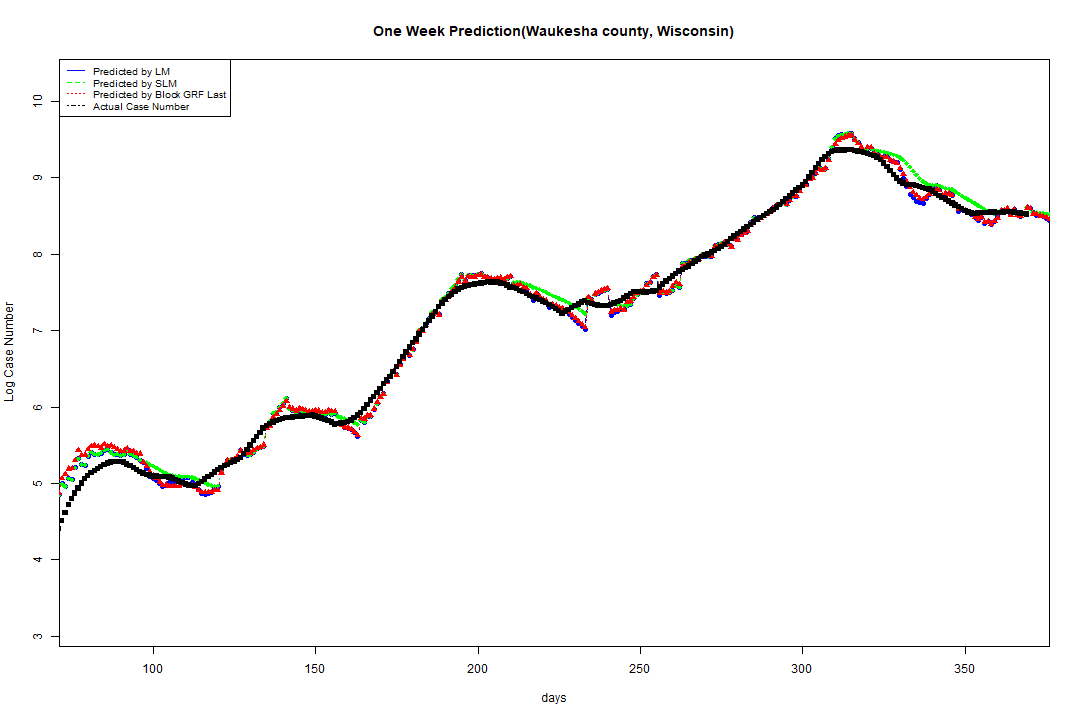 One Week Prediction(Waukesha county, Wisconsin)
Predicted by LM
Predicted by SLM
Predicted by Block GRF Last
Actual Case Number
Log Case Number
10
9
8
7
6
5
4
3
100 150 200 250 300 350
days